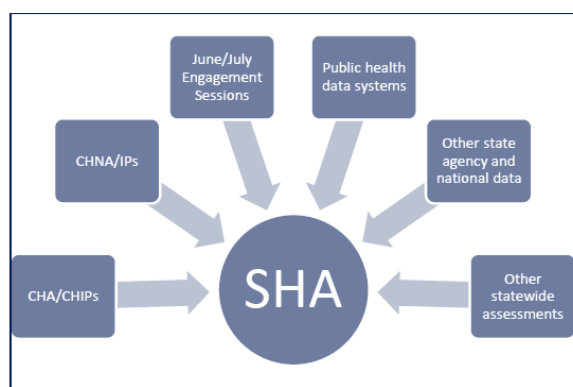 June/July
Engagement
Sessions
Public health
data systems
CHNA/IPs
Other state
agency and
national data
CHA/CHIPs
SHA
Other
statewide
assessments